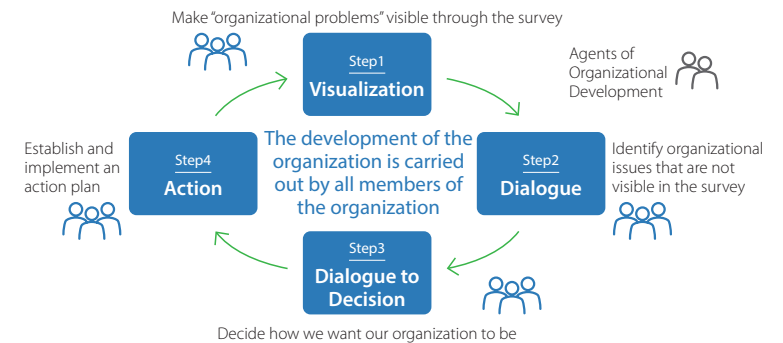 Make “organizational problems” visible through the survey
Step1
Visualization
Agents of
Organizational
Development
Establish and
implement an
action plan
Step4
Action
The development of the
organization is carried
out by all members of
the organization
Step2
Dialogue
Identify organizational
issues that are not
visible in the survey
Step3
Dialogue to
Decision
Decide how we want our organization to be